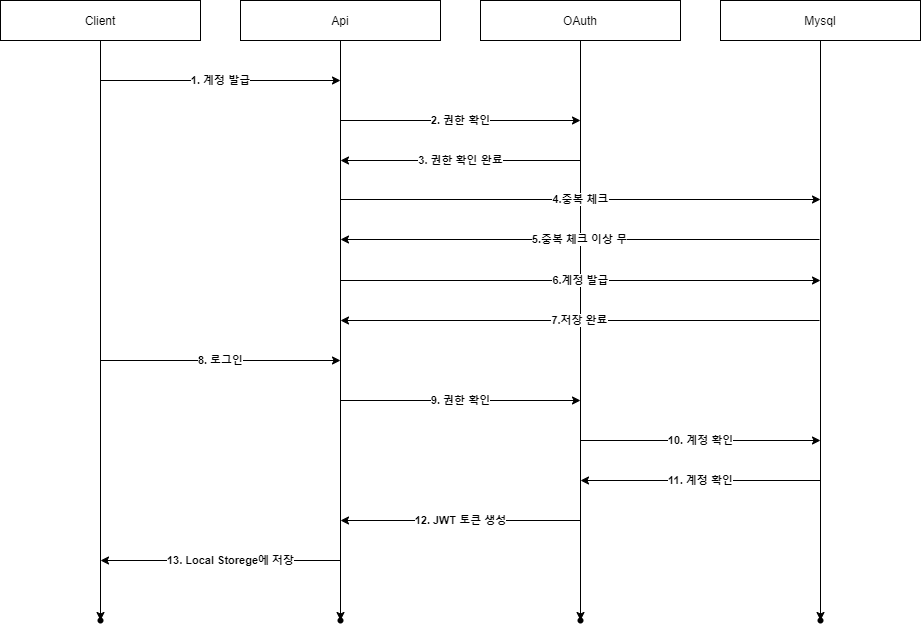 Client
Api
OAuth
Mysql
1. 계정 발급
2. 권한 확인
3. 권한 확인 완료
4.중복 체크
5.중복 체크 이상 무
6.계정 발급
7.저장 완료
8. 로그인
9. 권한 확인
10. 계정 확인
11. 계정 확인
12. JWT 토큰 생성
13. Local Storege에 저장